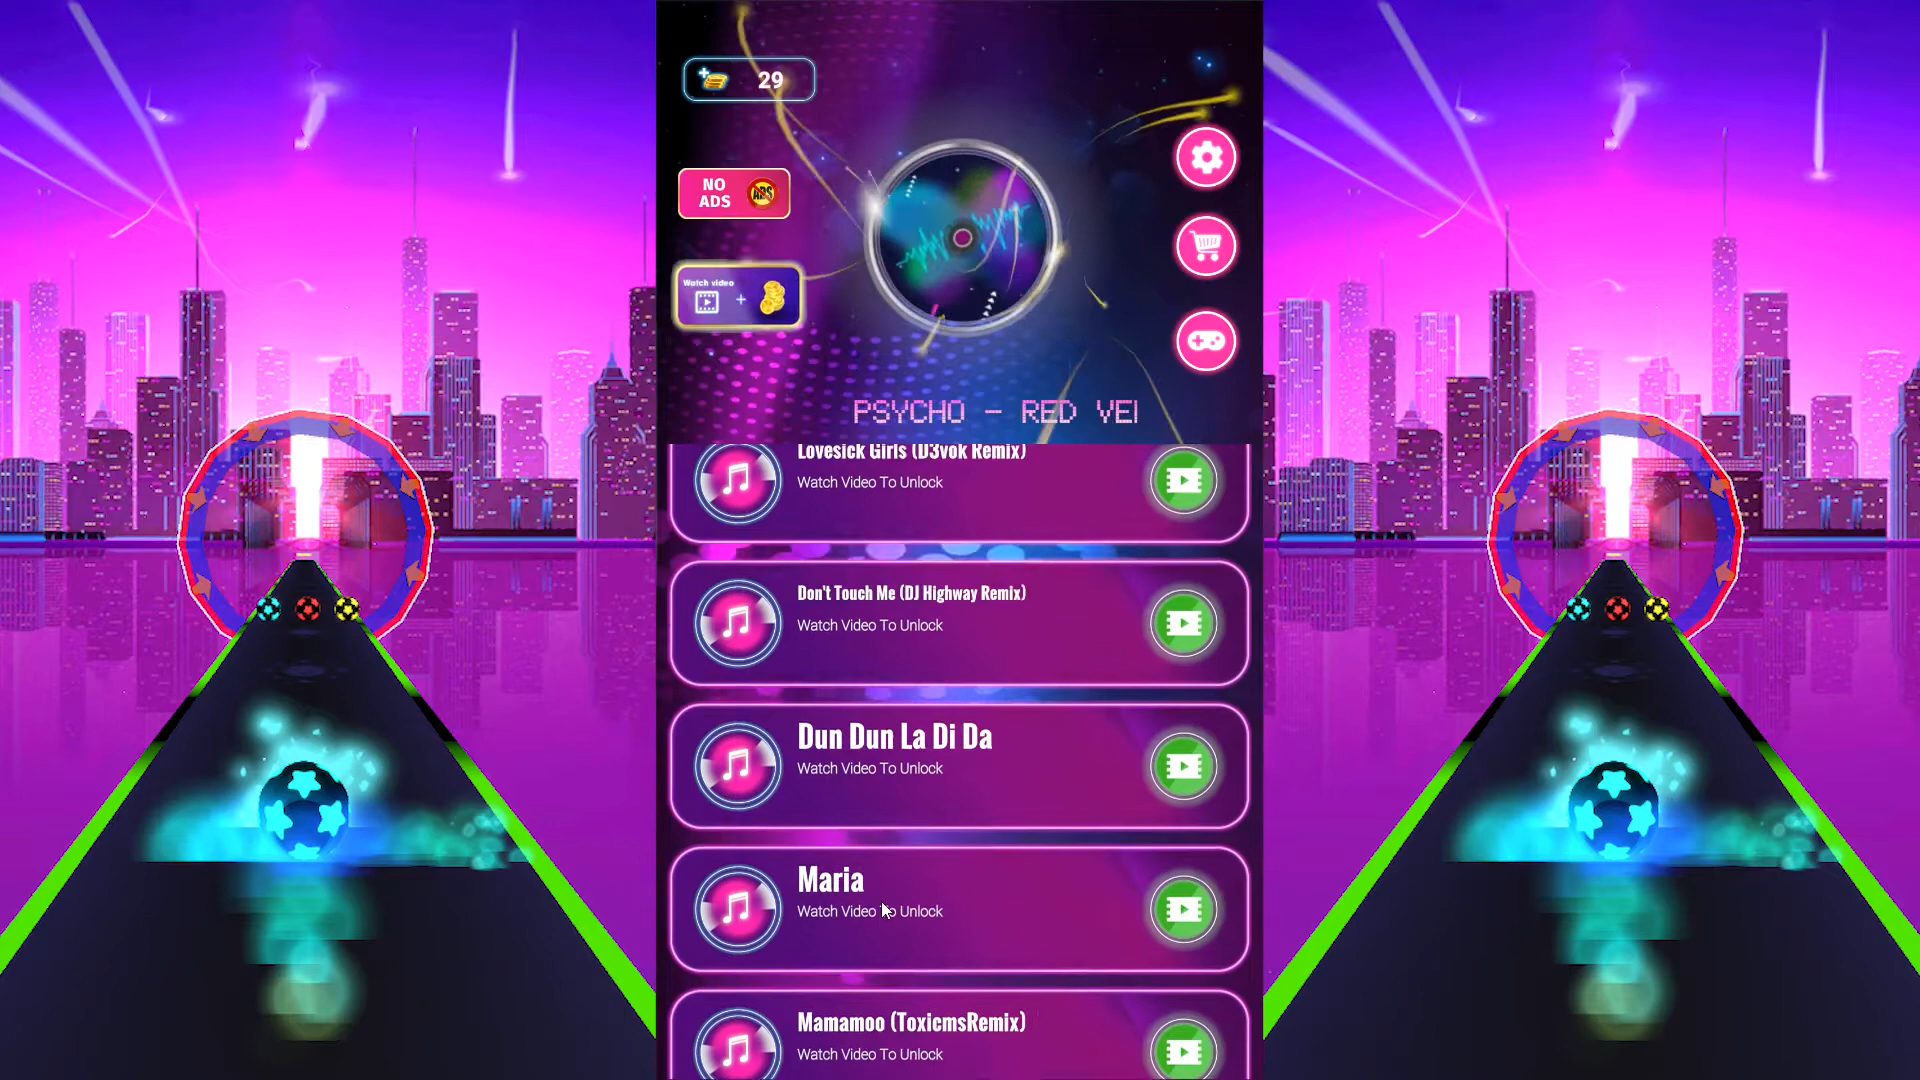 29
NO
ADS
ADS
Watch video
+
PSYCHO - RED VE
Lovesick Girls (D3vok Remix)
Watch Video To Unlock
Don't Touch Me (DJ Highway Remix)
Watch Video To Unlock
Dun Dun La Di Da
Watch Video To Unlock
Maria
Watch Video To Unlock
Mamamoo (ToxicmsRemix)
Watch Video To Unlock